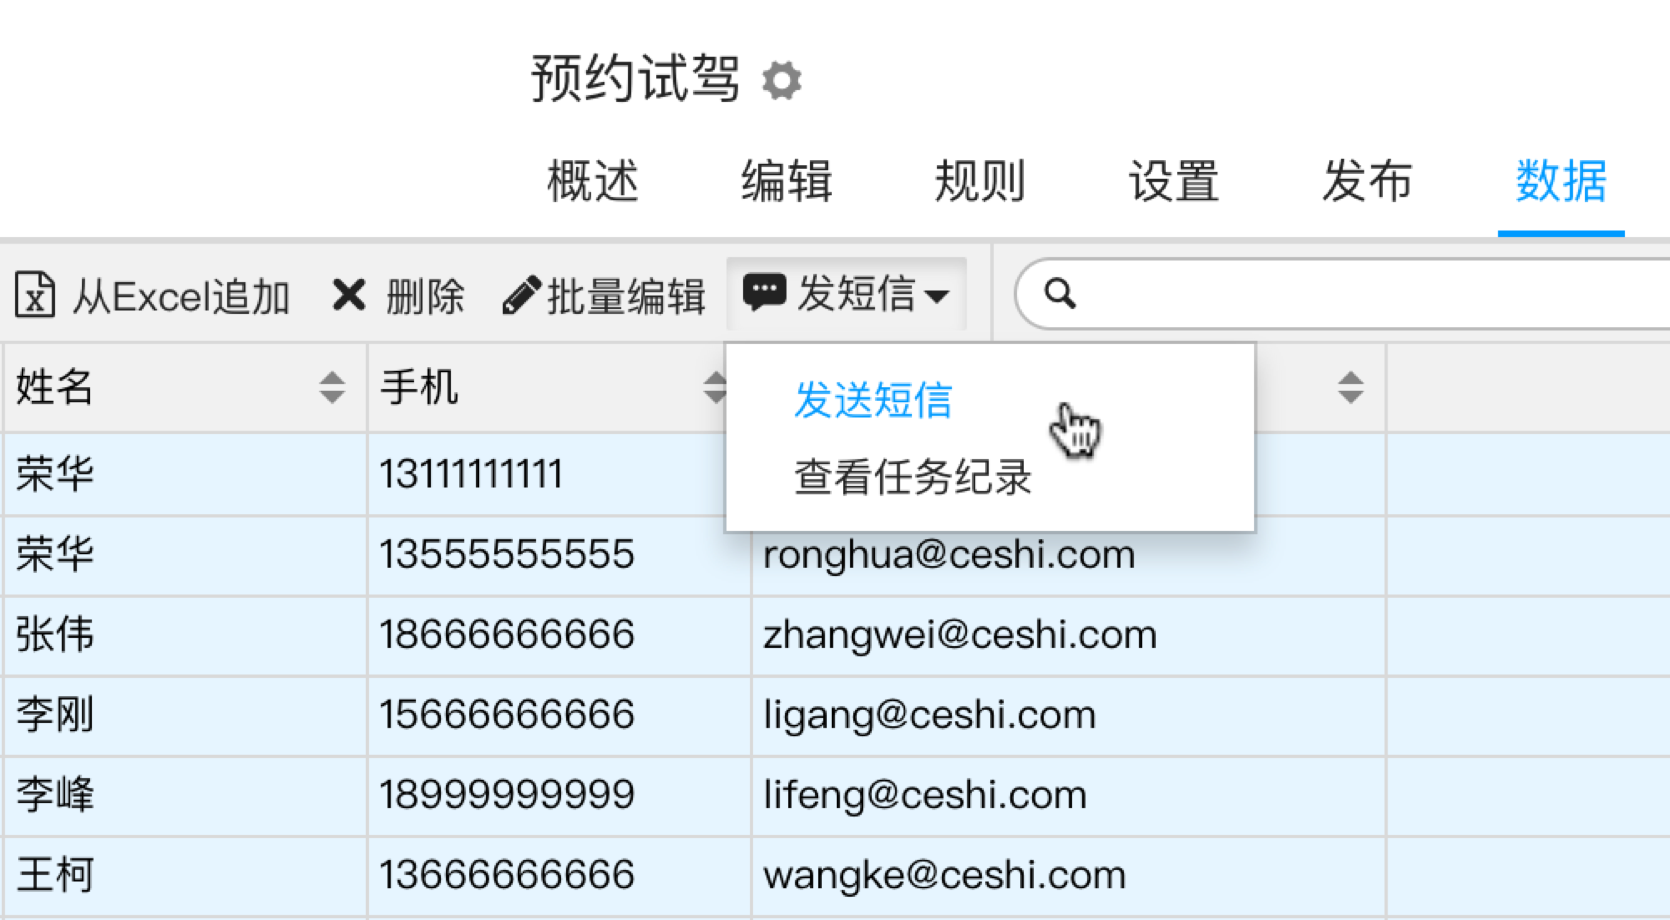 预约试驾
概述 编辑 规则 设置 发布 数据
从Excel追加 删除 批量编辑 发短信
姓名 手机
发送短信
查看任务纪录
荣华 13111111111
荣华 13555555555 ronghua@ceshi.com
张伟 18666666666 zhangwei@ceshi.com
李刚 15666666666 ligang@ceshi.com
李峰 18999999999 lifeng@ceshi.com
王柯 13666666666 wangke@ceshi.com